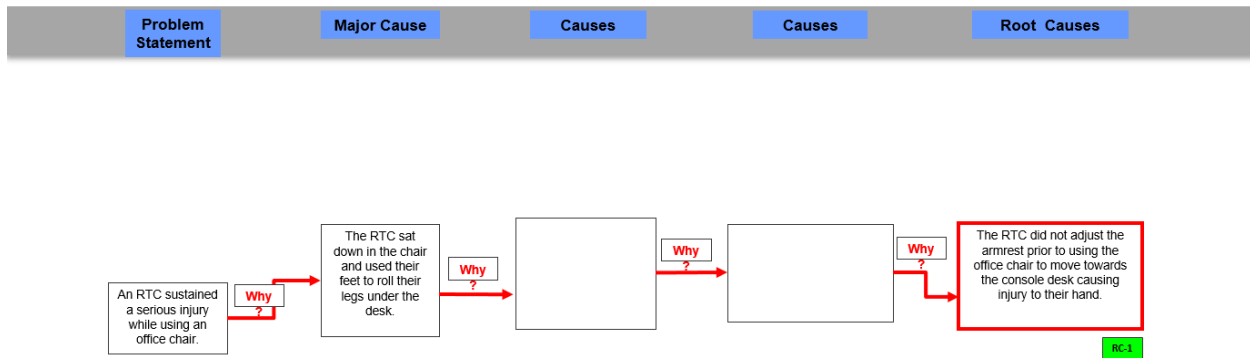 Problem
Statement
Major Cause
Causes
Causes
Root Causes
An RTC sustained
a serious injury
while using an
office chair.
Why
?
The RTC sat
down in the chair
and used their
feet to roll their
legs under the
desk.
Why
?
Why
?
Why
?
The RTC did not adjust the
armrest prior to using the
office chair to move towards
the console desk causing
injury to their hand.
RC-1